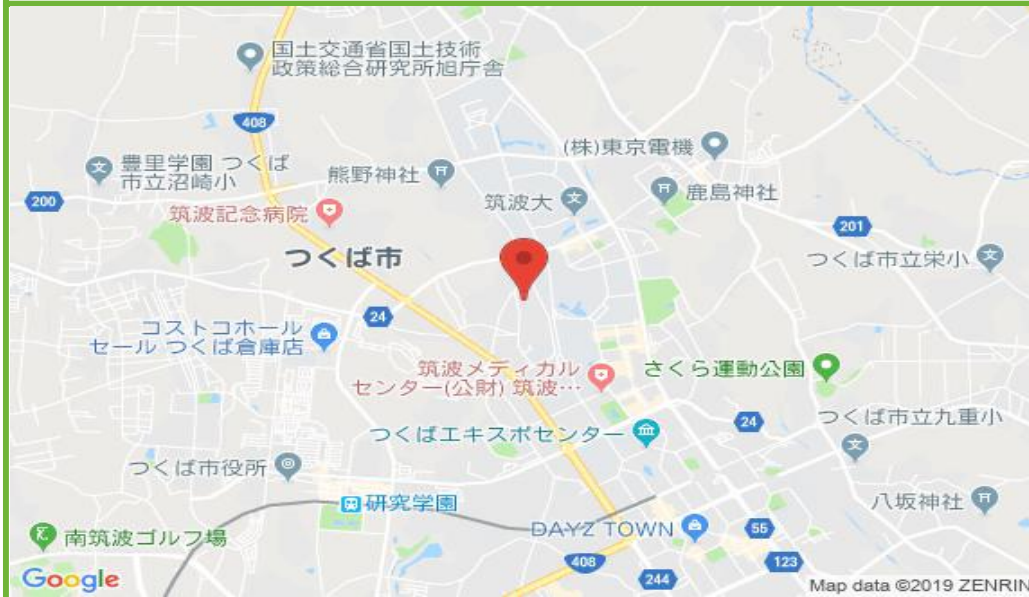 国土交通省国土技術
政策総合研究所旭庁舎
408
(株)東京電機
豊里学園 つくば
市立沼崎小
熊野神社
鹿島神社
200
筑波大
筑波記念病院
201
つくば市
つくば市立栄小
24
コストコホール
セール つくば倉庫店
筑波メディカル
センター(公財) 筑波…
さくら運動公園
24
つくば市立九重小
つくばエキスポセンター
つくば市役所
研究学園
八坂神社
南筑波ゴルフ場
DAYZ TOWN
55
408
123
244
Google
Map data ©2019 ZENRIN